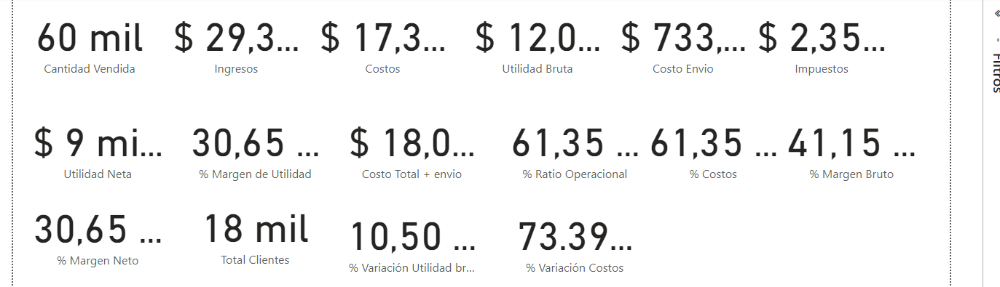 60 mil $ 29,3... $ 17,3... $ 12,0... $ 733,... $ 2,35...
Cantidad Vendida Ingresos Costos Utilidad Bruta Costo Envio Impuestos
$ 9 mi... 30,65 ... $ 18,0... 61,35 ... 61,35 ... 41,15 ...
Utilidad Neta % Margen de Utilidad Costo Total + envio % Ratio Operacional % Costos % Margen Bruto
30,65 ... 18 mil 10,50 ... 73.39...
% Margen Neto Total Clientes % Variación Utilidad br... % Variación Costos
« Filtros